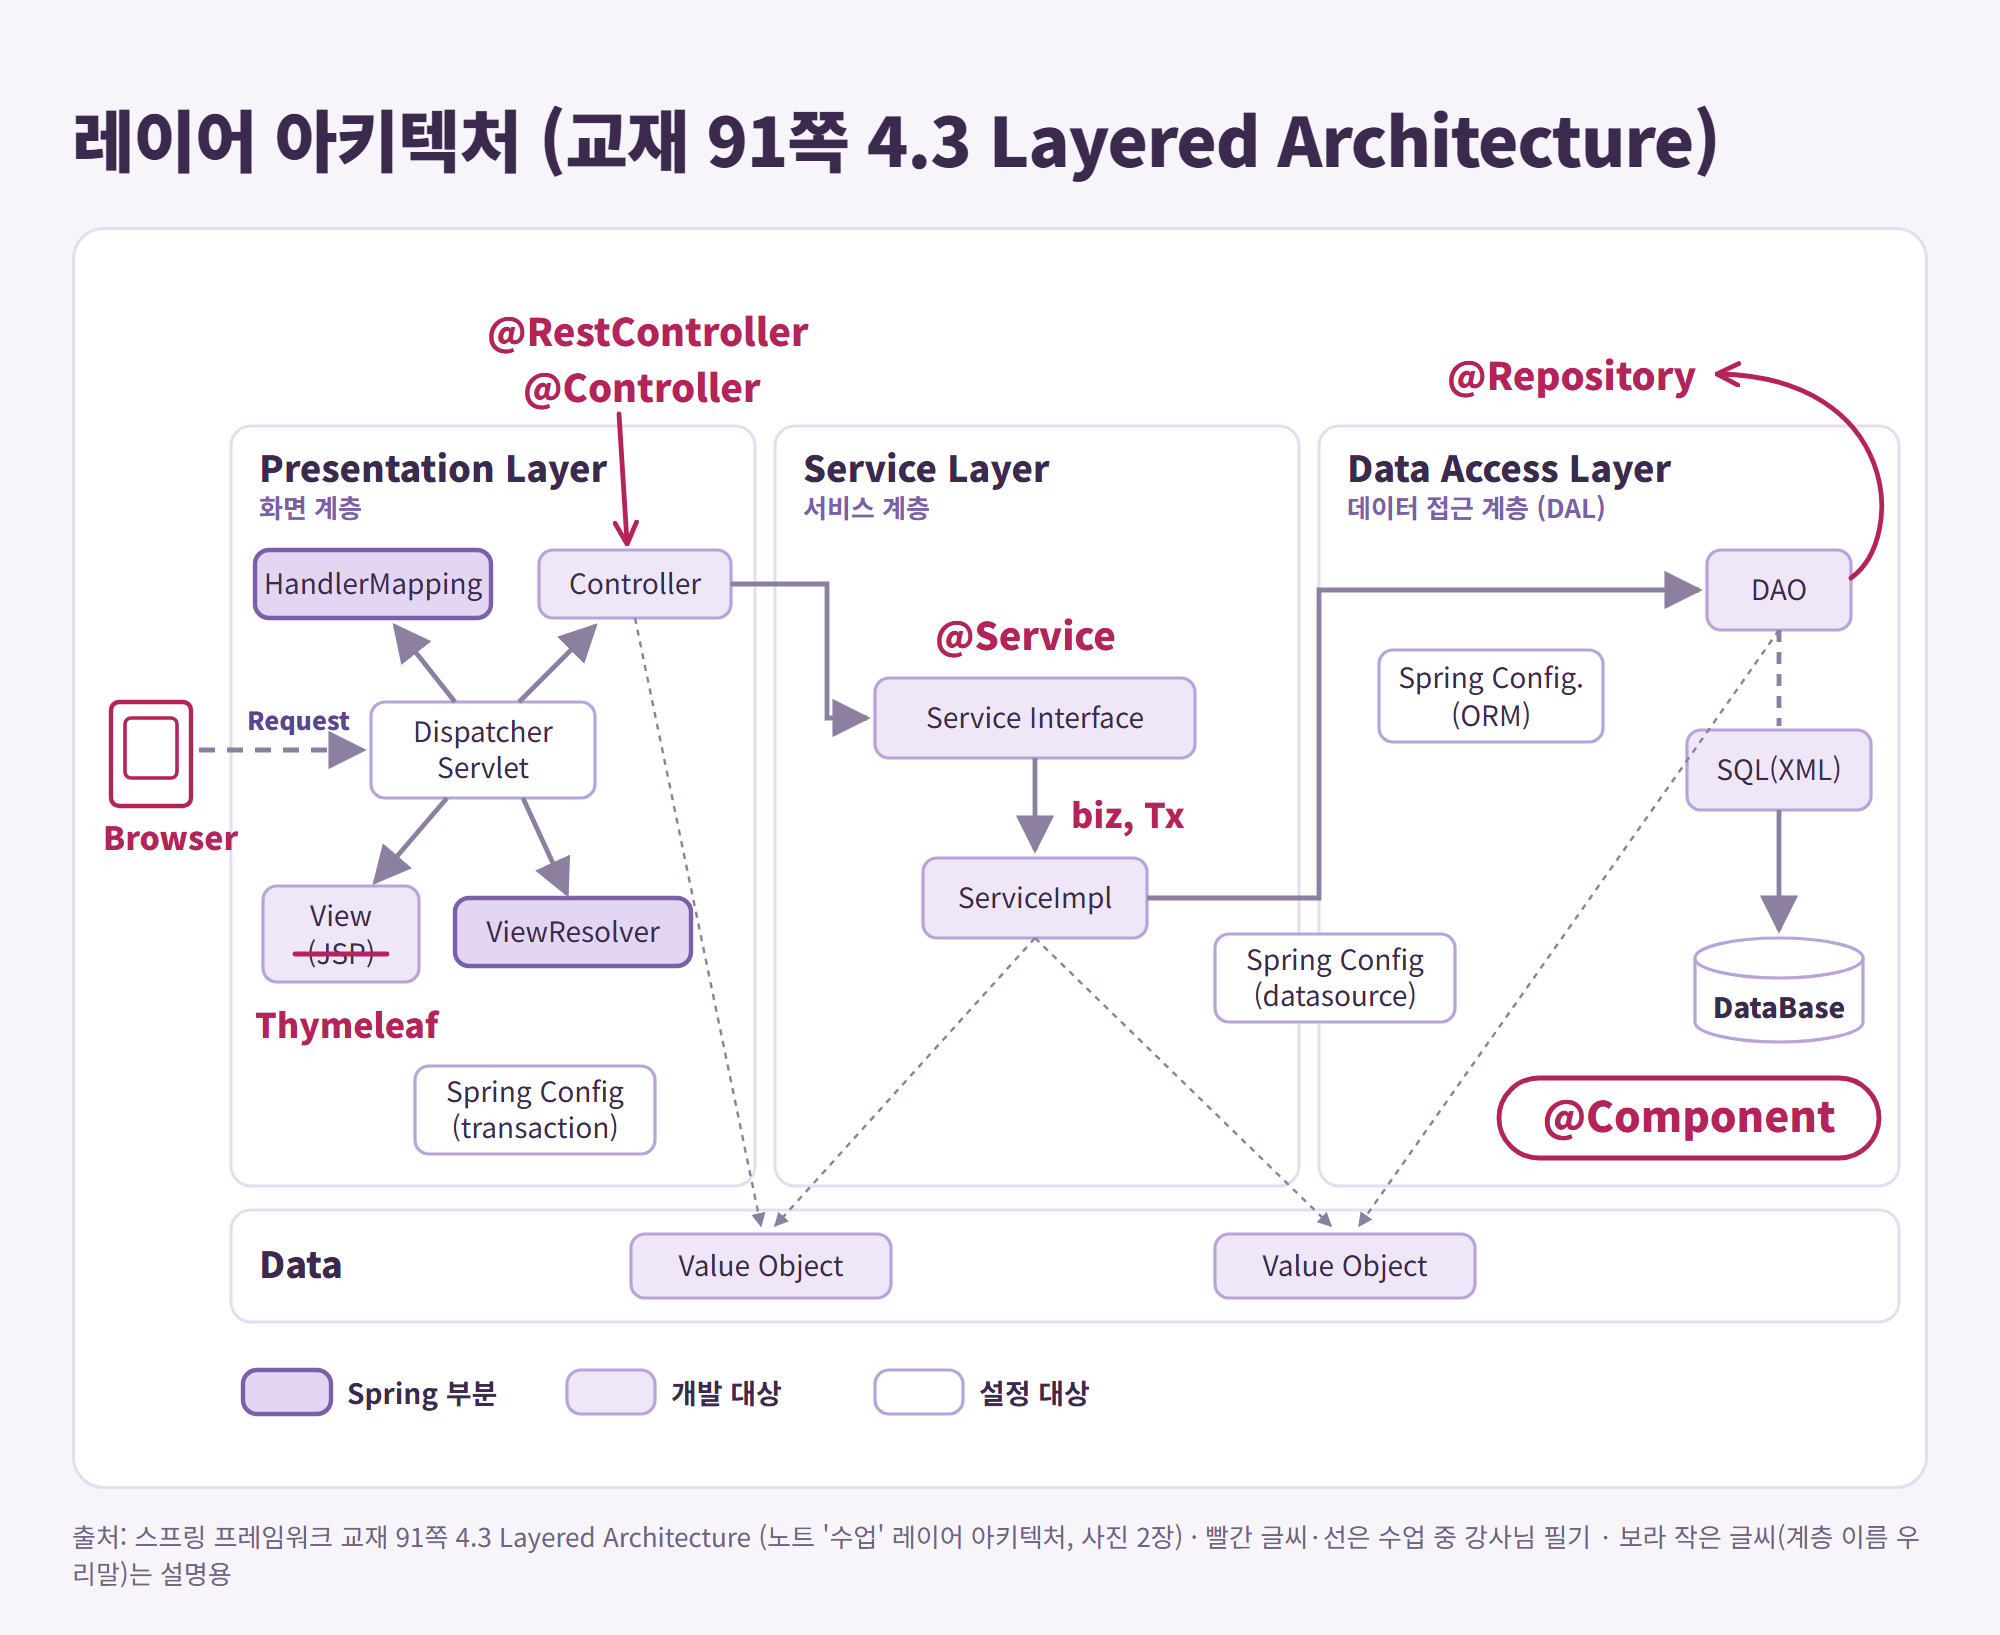 레이어 아키텍처 (교재 91쪽 4.3 Layered Architecture)
@RestController
@Controller
@Repository
Presentation Layer
화면 계층
Service Layer
서비스 계층
Data Access Layer
데이터 접근 계층 (DAL)
HandlerMapping
Controller
DAO
@Service
Spring Config.
(ORM)
Request
Dispatcher
Servlet
Service Interface
SQL(XML)
Browser
biz, Tx
View
(JSP)
ViewResolver
ServiceImpl
Spring Config
(datasource)
DataBase
Thymeleaf
Spring Config
(transaction)
@Component
Data
Value Object
Value Object
Spring 부분
개발 대상
설정 대상
출처: 스프링 프레임워크 교재 91쪽 4.3 Layered Architecture (노트 '수업' 레이어 아키텍처, 사진 2장) · 빨간 글씨·선은 수업 중 강사님 필기 · 보라 작은 글씨(계층 이름 우
리말)는 설명용